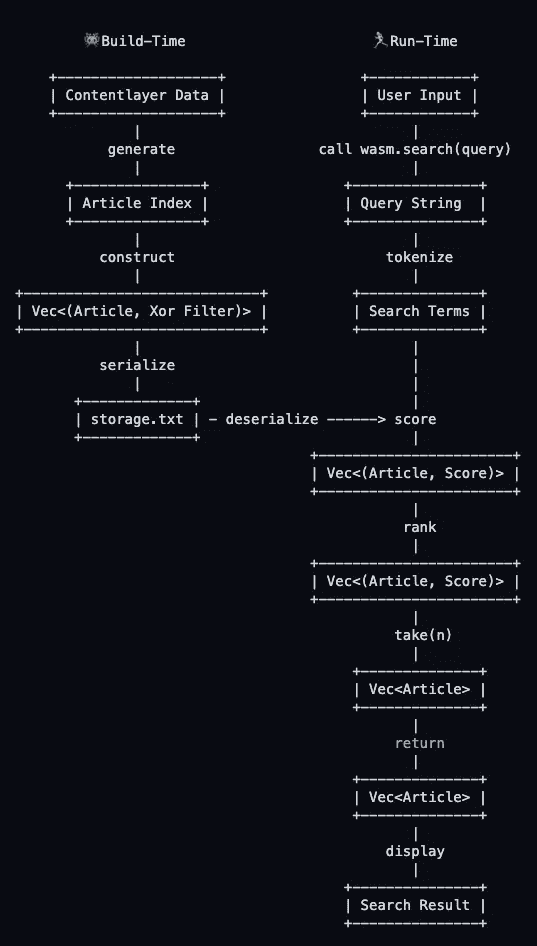 👾Build-Time 🏃Run-Time
Contentlayer Data User Input
generate call wasm.search(query)
Article Index Query String
construct tokenize
Vec<(Article, Xor Filter)> Search Terms
serialize
storage.txt - deserialize ------> score
Vec<(Article, Score)>
rank
Vec<(Article, Score)>
take(n)
Vec<Article>
return
Vec<Article>
display
Search Result